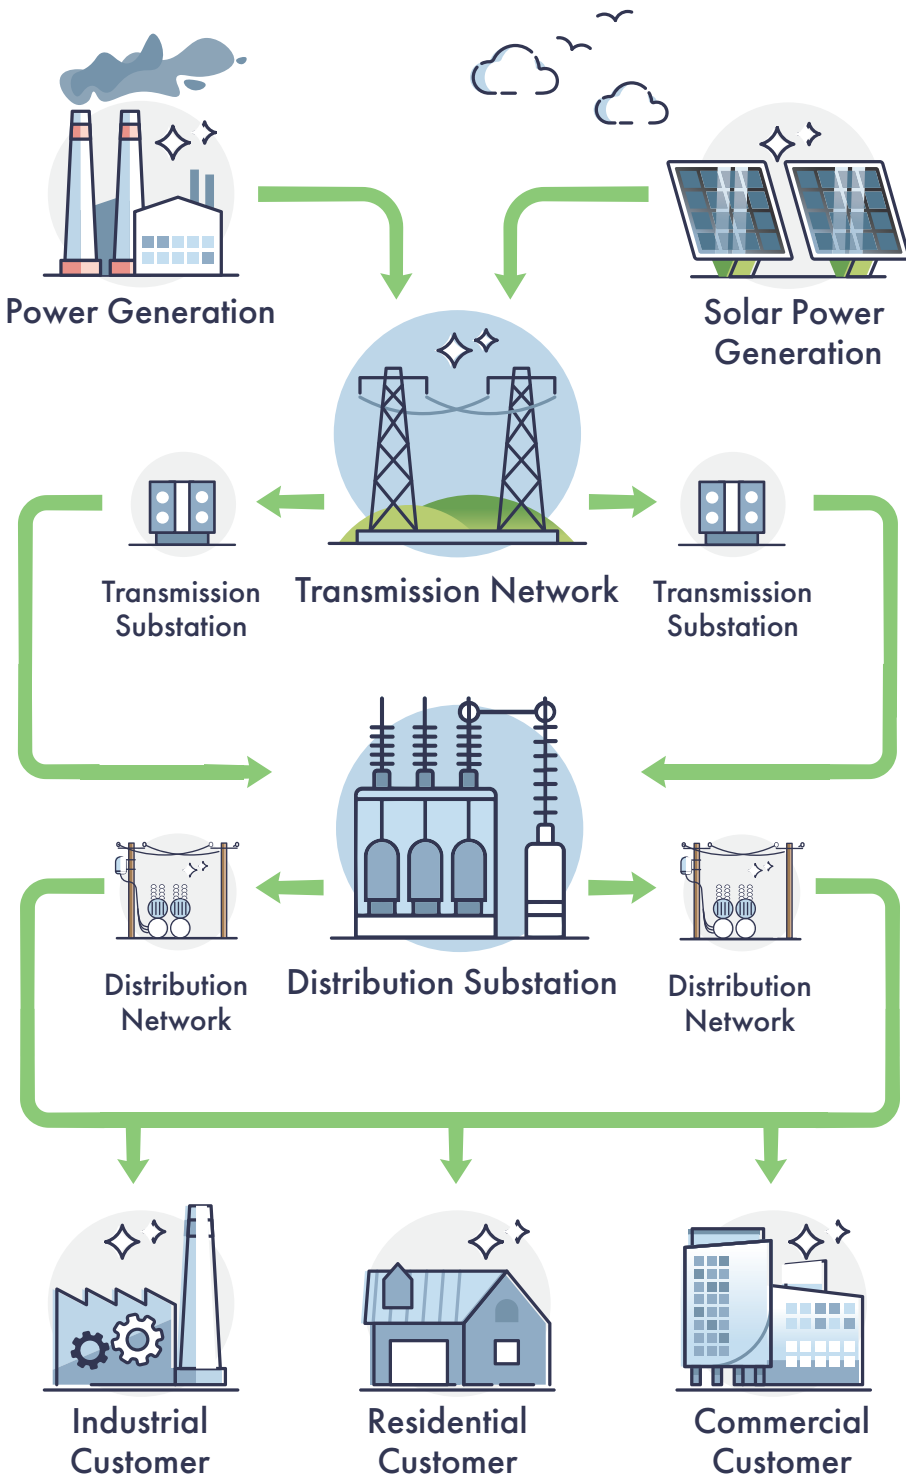 Power Generation
Solar Power
Generation
Transmission
Substation
Transmission Network
Transmission
Substation
Distribution
Network
Distribution Substation
Distribution
Network
Industrial
Customer
Residential
Customer
Commercial
Customer